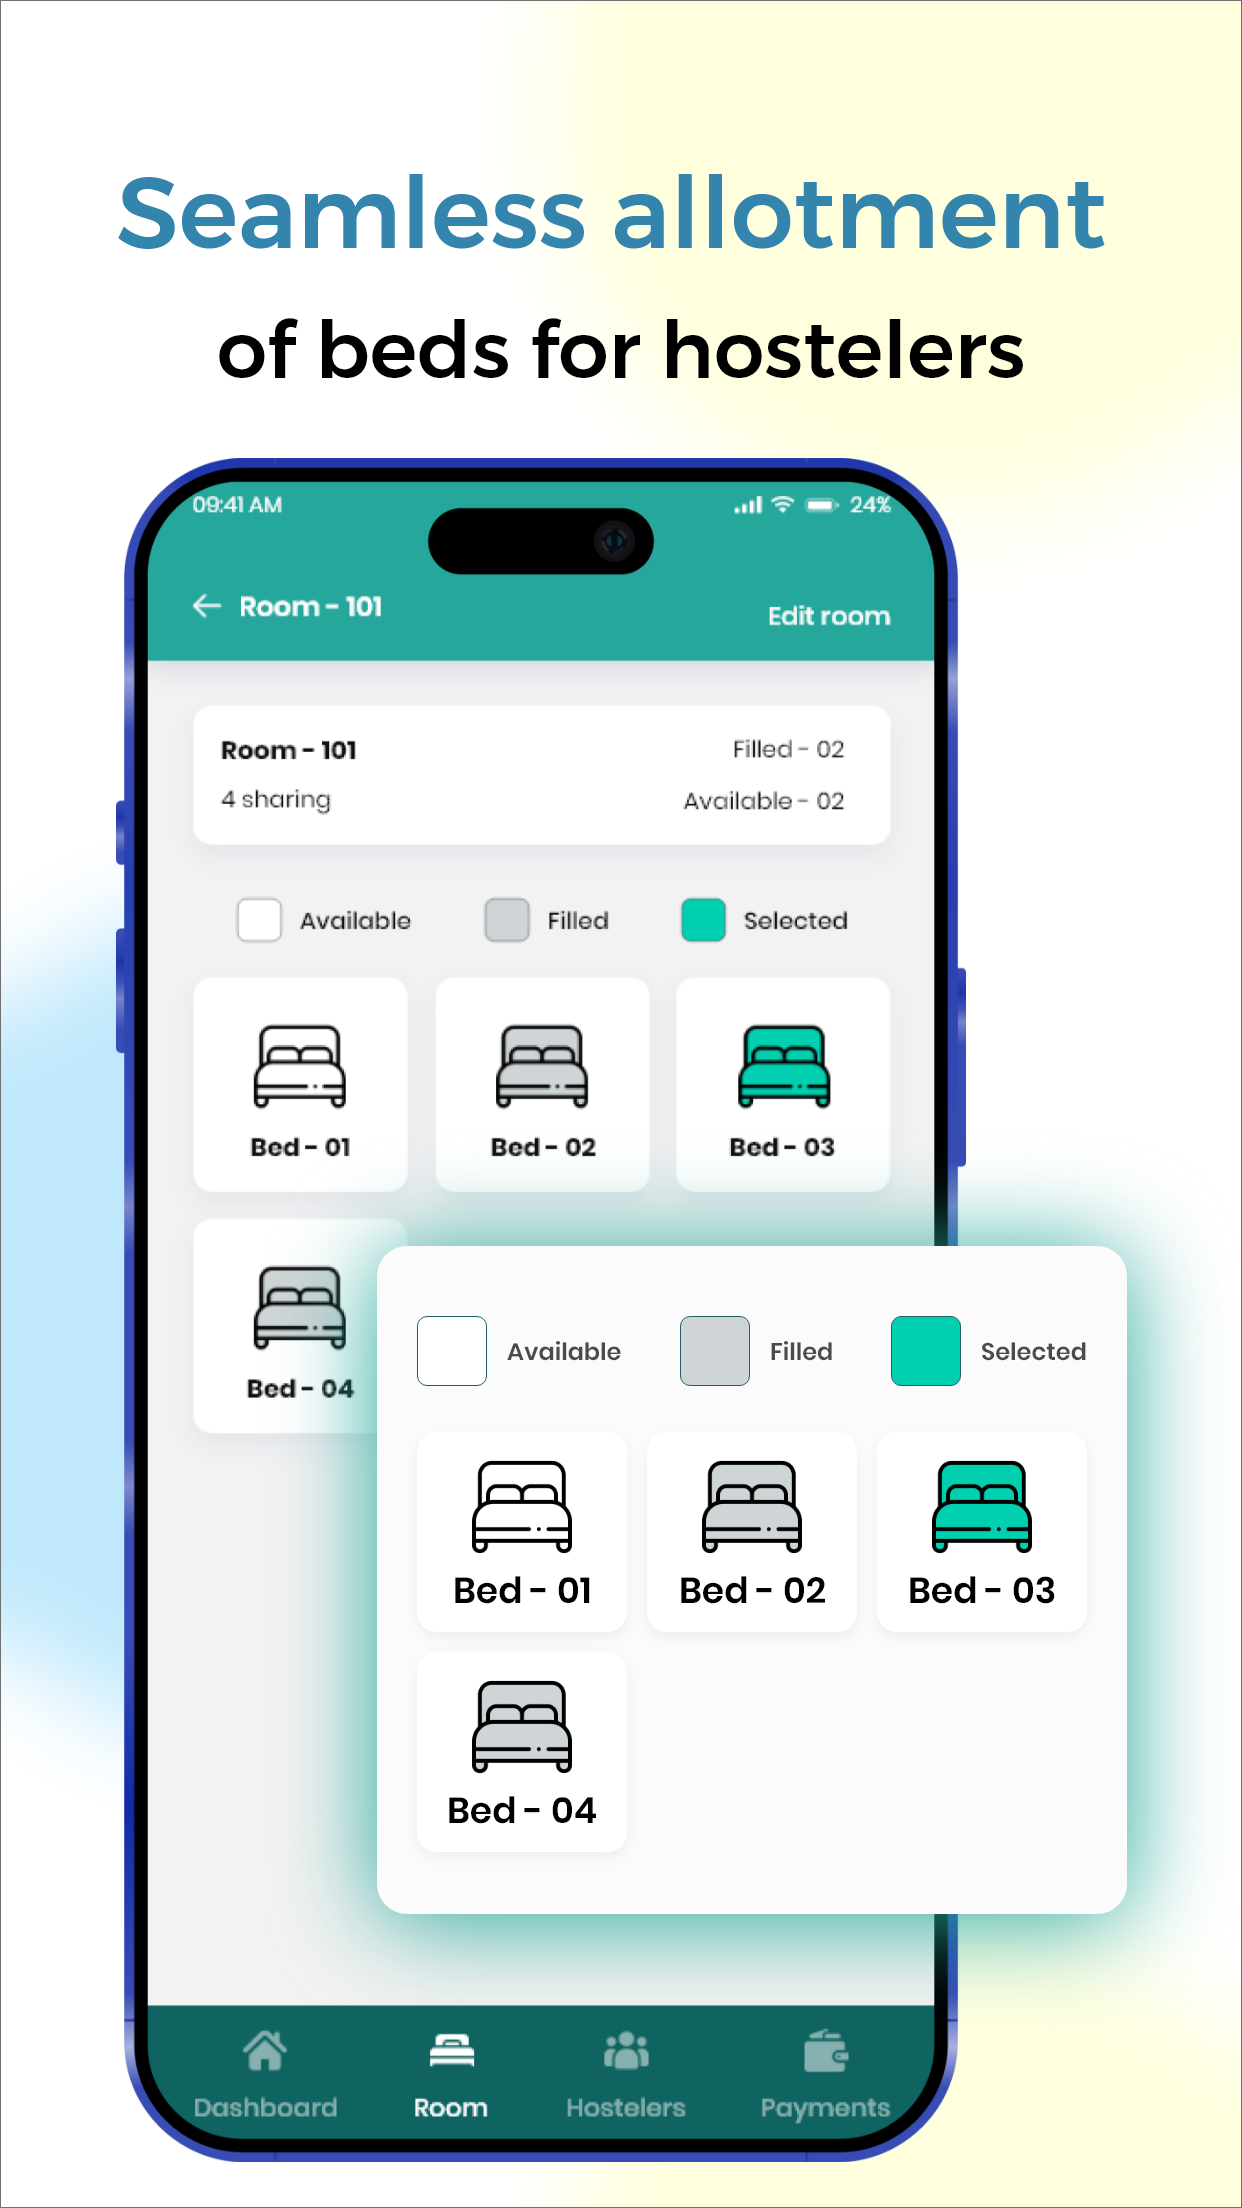 Seamless allotment
of beds for hostelers
09:41 AM 24%
Room - 101
Edit room
Room - 101 Filled - 02
4 sharing Available - 02
Available Filled Selected
Bed - 01 Bed - 02 Bed - 03
Bed - 04
Available Filled Selected
Bed - 01 Bed - 02 Bed - 03
Bed - 04
Dashboard Room Hostelers Payments